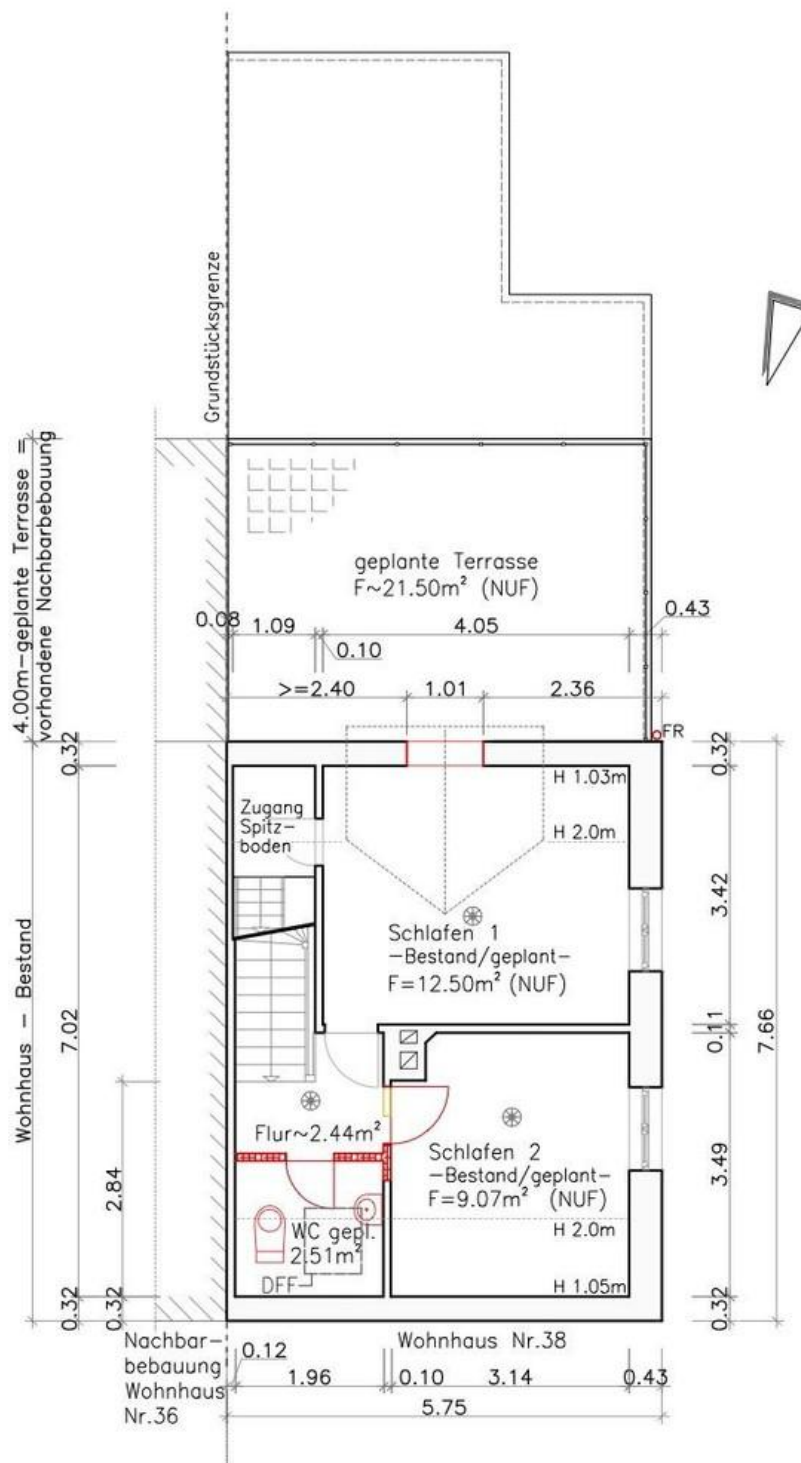 Grundstücksgrenze
4.00m-geplante Terrasse =
vorhandene Nachbarbebauung
geplante Terrasse
F~21.50m² (NUF)
0.08
1.09
0.10
4.05
0.43
>=2.40
1.01
2.36
FR
0.32
0.32
H 1.03m
Zugang
Spitz-
boden
H 2.0m
3.42
Schlafen 1
-Bestand/geplant-
F=12.50m² (NUF)
Wohnhaus - Bestand
7.02
0.11
7.66
Flur~2.44m²
Schlafen 2
-Bestand/geplant-
F=9.07m² (NUF)
3.49
2.84
WC gepl.
2.51m²
H 2.0m
DFF
H 1.05m
0.32
0.32
0.32
Nachbar-
bebauung
Wohnhaus
Nr.36
Wohnhaus Nr.38
0.12
1.96
0.10
3.14
0.43
5.75